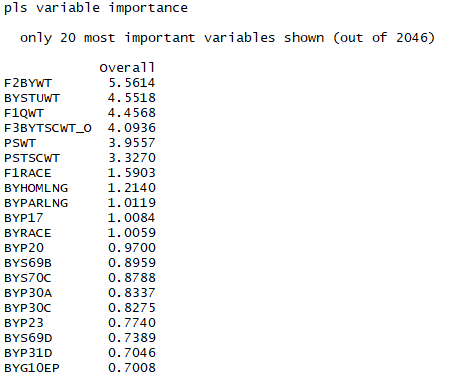 pls variable importance
only 20 most important variables shown (out of 2046)
Overall
F2BYWT 5.5614
BYSTUWT 4.5518
F1QWT 4.4568
F3BYTSCWT_O 4.0936
PSWT 3.9557
PSTSCWT 3.3270
F1RACE 1.5903
BYHOMLNG 1.2140
BYPARLNG 1.0119
BYP17 1.0084
BYRACE 1.0059
BYP20 0.9700
BYS69B 0.8959
BYS70C 0.8788
BYP30A 0.8337
BYP30C 0.8275
BYP23 0.7740
BYS69D 0.7389
BYP31D 0.7046
BYG10EP 0.7008